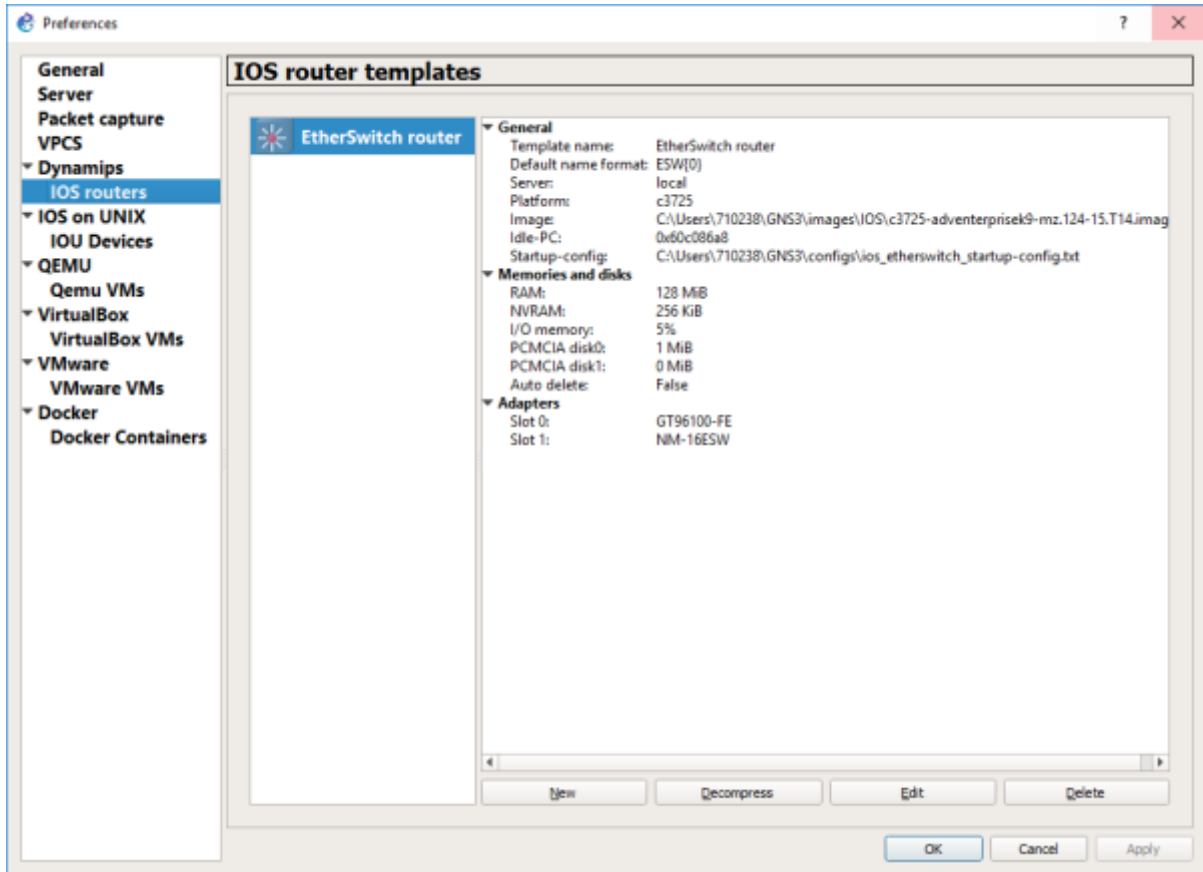 Preferences
?
General
Server
Packet capture
VPCS
Dynamips
IOS routers
IOS on UNIX
IOU Devices
QEMU
Qemu VMs
VirtualBox
VirtualBox VMs
VMware
VMware VMs
Docker
Docker Containers
IOS router templates
EtherSwitch router
General
Template name: EtherSwitch router
Default name format: ESW{0}
Server: local
Platform: c3725
Image: C:\Users\710238\GNS3\images\IOS\c3725-adventerprisek9-mz.124-15.T14.imag
Idle-PC: 0x60c086a8
Startup-config: C:\Users\710238\GNS3\configs\ios_etherswitch_startup-config.txt
Memories and disks
RAM: 128 MiB
NVRAM: 256 KiB
I/O memory: 5%
PCMCIA disk0: 1 MiB
PCMCIA disk1: 0 MiB
Auto delete: False
Adapters
Slot 0: GT96100-FE
Slot 1: NM-16ESW
New Decompress Edit Delete
OK Cancel Apply